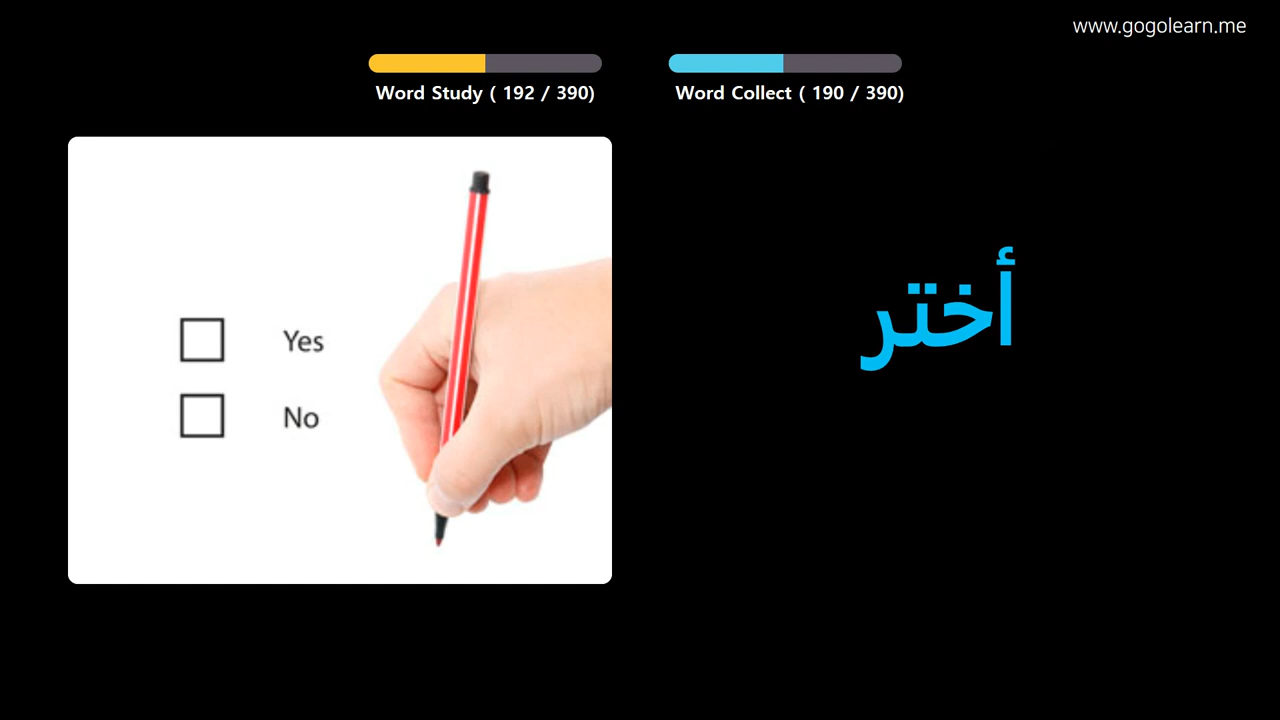 www.gogolearn.me
Word Study ( 192 / 390)
Word Collect ( 190 / 390)
Yes
No
أختر